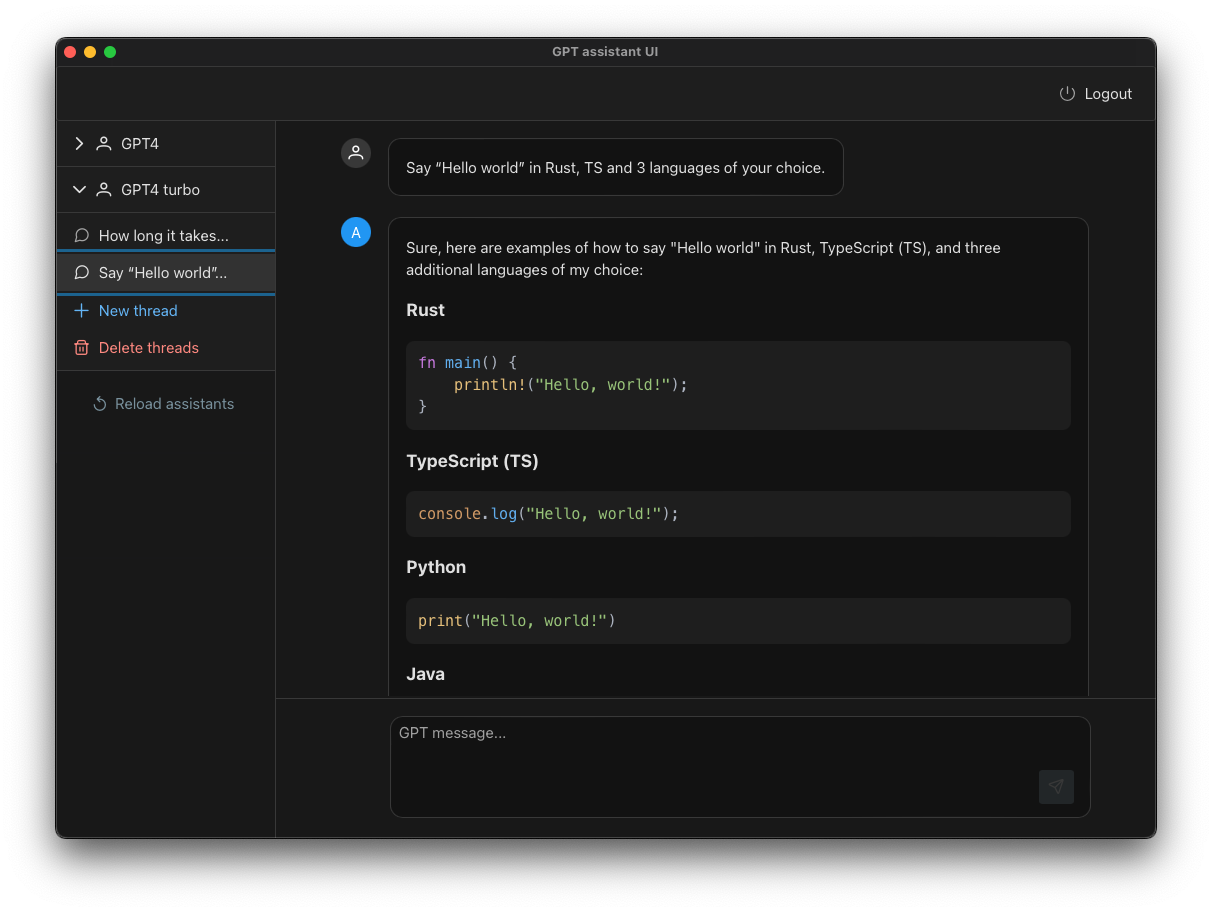 GPT assistant UI
Logout
GPT4
GPT4 turbo
How long it takes...
Say “Hello world”...
New thread
Delete threads
Reload assistants
Say “Hello world” in Rust, TS and 3 languages of your choice.
A
Sure, here are examples of how to say "Hello world" in Rust, TypeScript (TS), and three
additional languages of my choice:
Rust
fn main() {
    println!("Hello, world!");
}
TypeScript (TS)
console.log("Hello, world!");
Python
print("Hello, world!")
Java
GPT message...